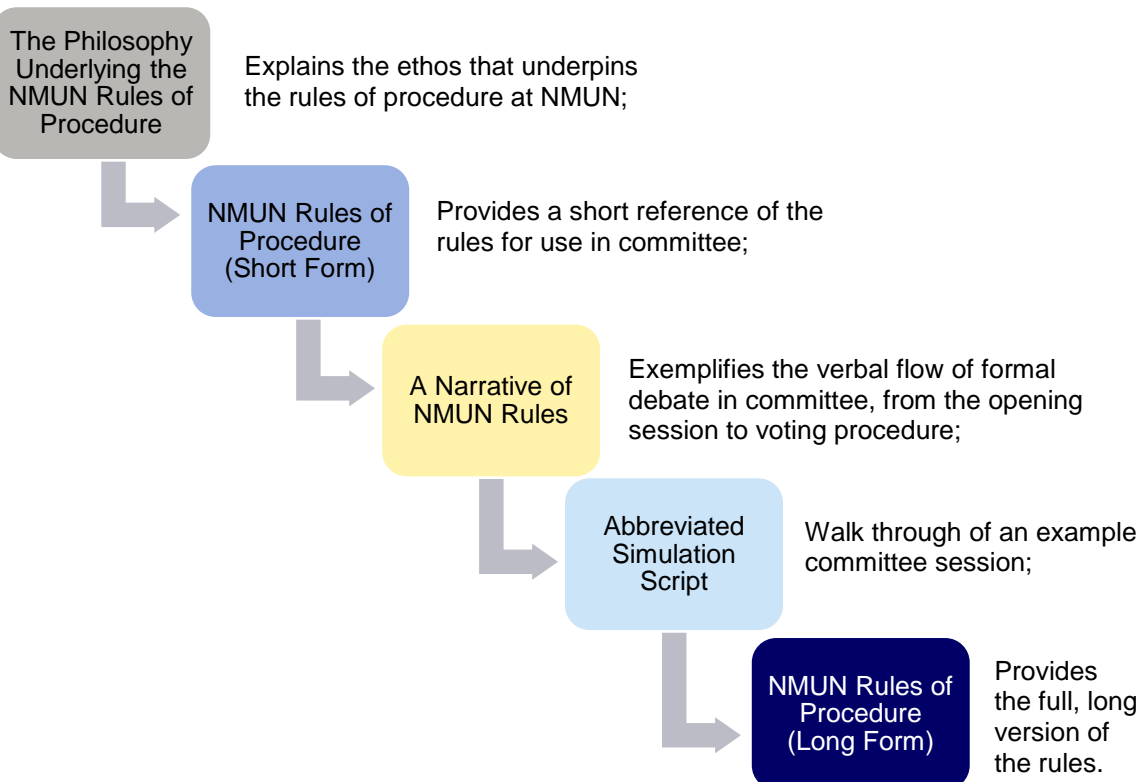 The Philosophy
Underlying the
NMUN Rules of
Procedure
Explains the ethos that underpins
the rules of procedure at NMUN;
NMUN Rules of
Procedure
(Short Form)
Provides a short reference of the
rules for use in committee;
A Narrative of
NMUN Rules
Exemplifies the verbal flow of formal
debate in committee, from the opening
session to voting procedure;
Abbreviated
Simulation
Script
Walk through of an example
committee session;
NMUN Rules of
Procedure
(Long Form)
Provides
the full, long
version of
the rules.